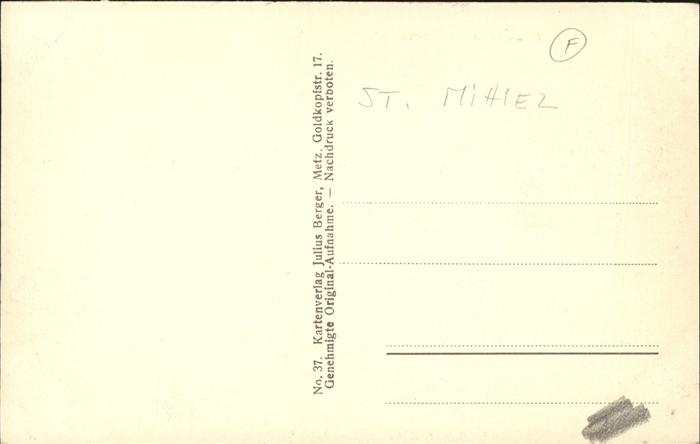 No. 37. Kartenverlag Julius Berger, Metz, Goldkopfstr. 17.
Genehmigte Original-Aufnahme. — Nachdruck verboten.
F
ST. MIHIEL